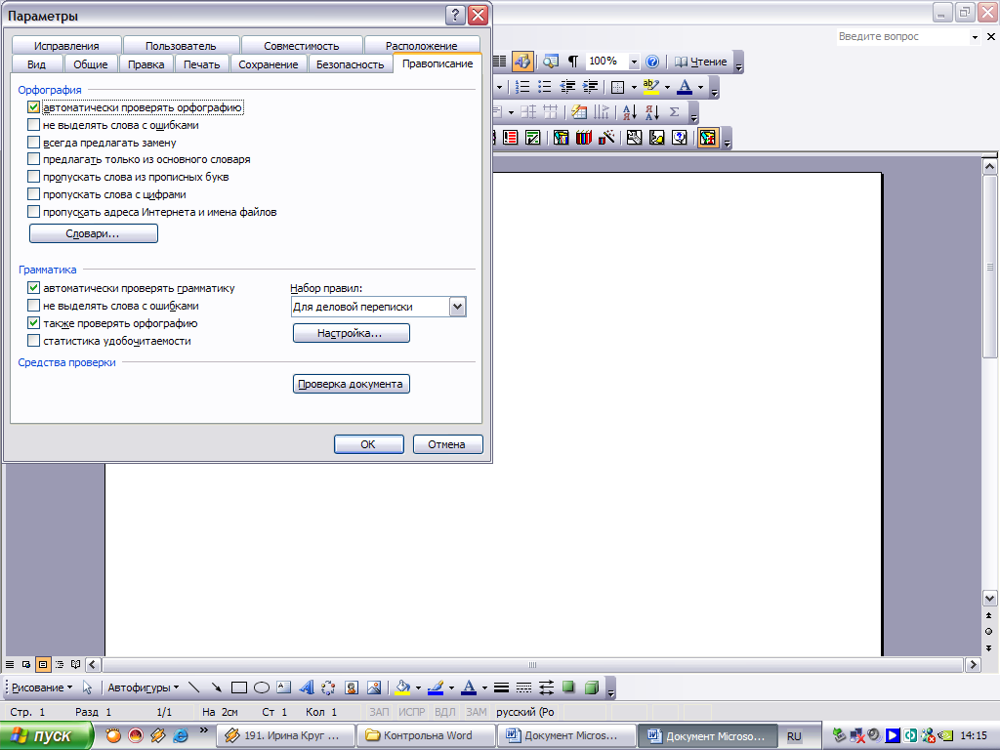 Параметры
Введите вопрос
Исправления Пользователь Совместимость Расположение
Вид Общие Правка Печать Сохранение Безопасность Правописание
100% Чтение
Орфография
автоматически проверять орфографию
не выделять слова с ошибками
всегда предлагать замену
предлагать только из основного словаря
пропускать слова из прописных букв
пропускать слова с цифрами
пропускать адреса Интернета и имена файлов
Словари...
Грамматика
автоматически проверять грамматику
Набор правил:
не выделять слова с ошибками
Для деловой переписки
также проверять орфографию
Настройка...
статистика удобочитаемости
Средства проверки
Проверка документа
ОК Отмена
Рисование Автофигуры
Стр. 1 Разд 1 1/1 На 2см Ст 1 Кол 1 ЗАП ИСПР ВДЛ ЗАМ русский (Ро
пуск 191. Ирина Круг ... Контрольна Word Документ Micros... Документ Microso... RU 14:15